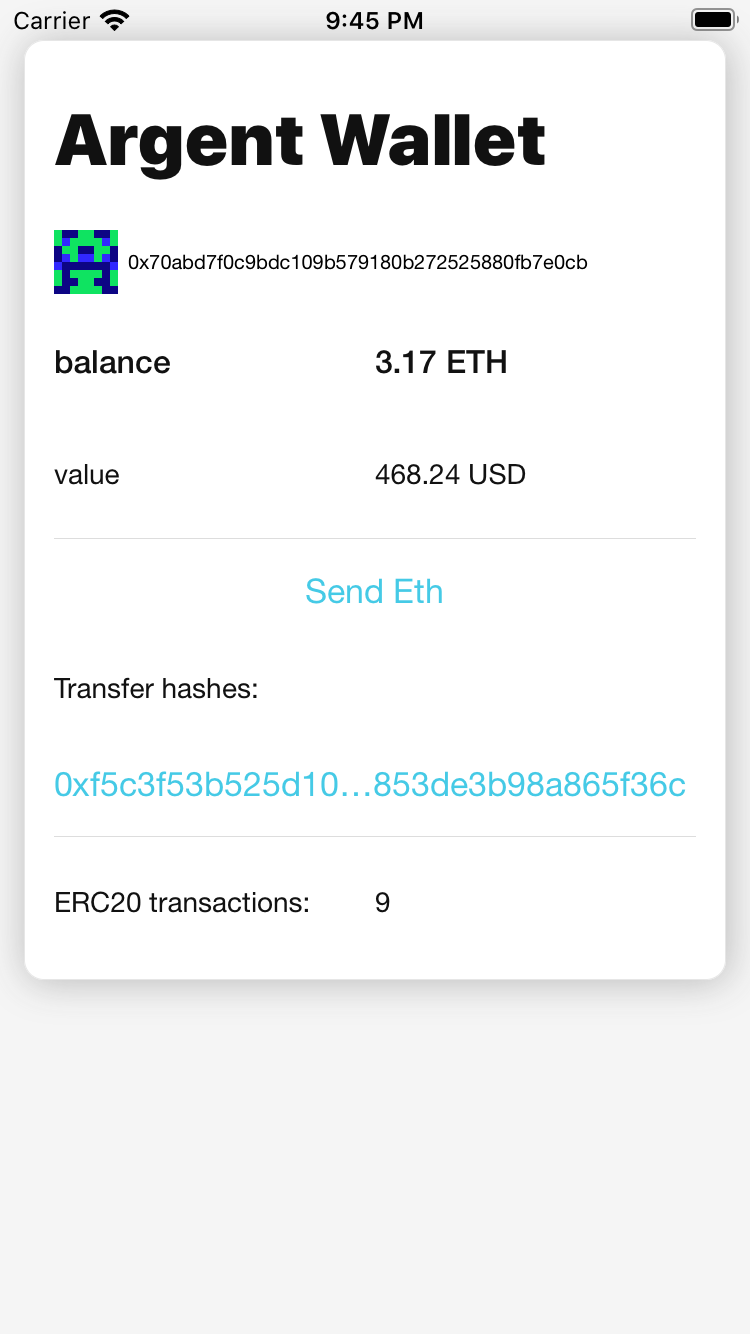 Carrier 9:45 PM
Argent Wallet
0x70abd7f0c9bdc109b579180b272525880fb7e0cb
balance 3.17 ETH
value 468.24 USD
Send Eth
Transfer hashes:
0xf5c3f53b525d10...853de3b98a865f36c
ERC20 transactions: 9